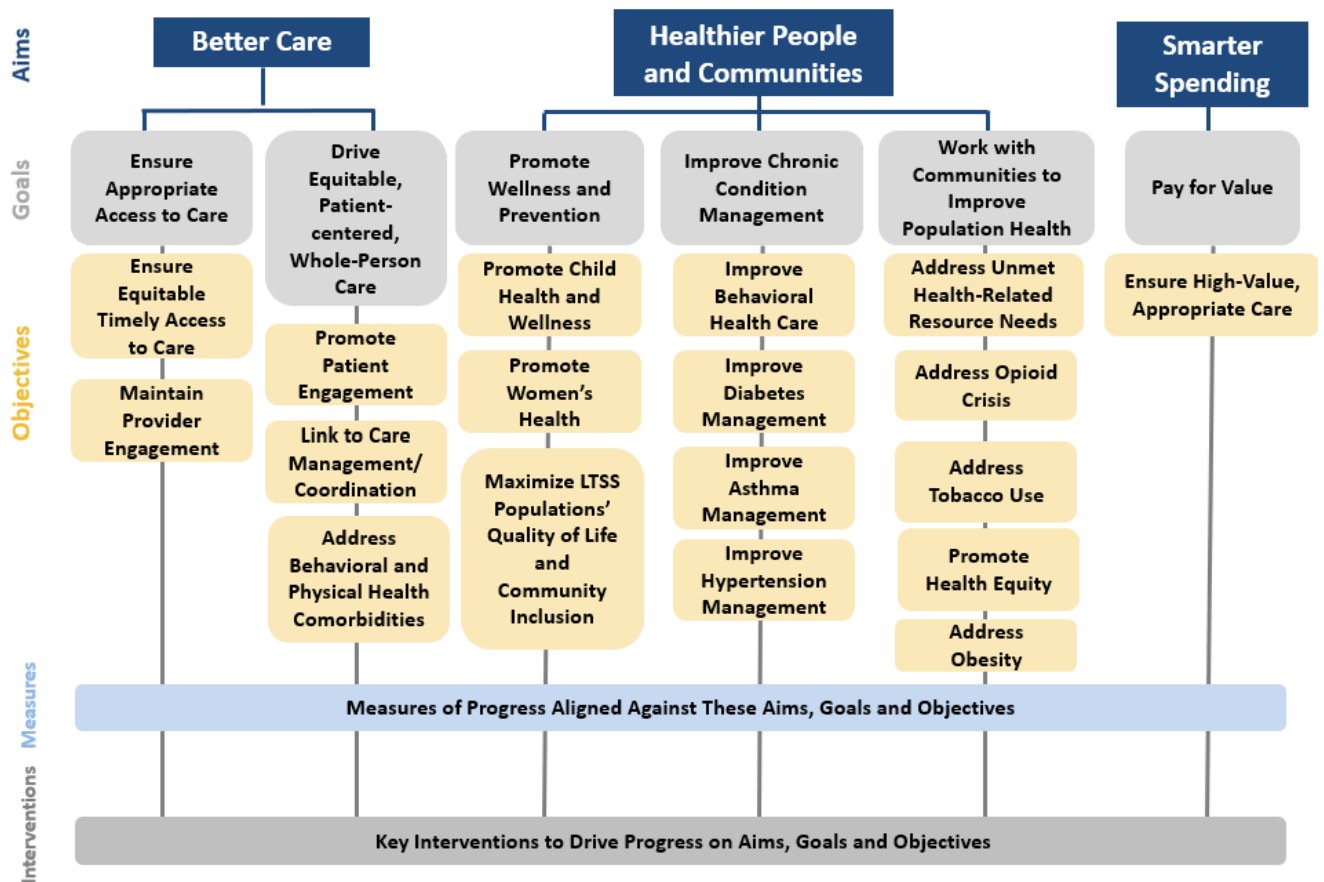 Aims
Better Care
Healthier People
and Communities
Smarter
Spending
Goals
Ensure
Appropriate
Access to Care
Drive
Equitable,
Patient-
centered,
Whole-Person
Care
Promote
Wellness and
Prevention
Improve Chronic
Condition
Management
Work with
Communities to
Improve
Population Health
Pay for Value
Objectives
Ensure
Equitable
Timely Access
to Care
Maintain
Provider
Engagement
Promote
Patient
Engagement
Link to Care
Management/
Coordination
Address
Behavioral and
Physical Health
Comorbidities
Promote Child
Health and
Wellness
Promote
Women’s
Health
Maximize LTSS
Populations’
Quality of Life
and
Community
Inclusion
Improve
Behavioral
Health Care
Improve
Diabetes
Management
Improve
Asthma
Management
Improve
Hypertension
Management
Address Unmet
Health-Related
Resource Needs
Address Opioid
Crisis
Address
Tobacco Use
Promote
Health Equity
Address
Obesity
Ensure High-Value,
Appropriate Care
Measures
Measures of Progress Aligned Against These Aims, Goals and Objectives
Interventions
Key Interventions to Drive Progress on Aims, Goals and Objectives